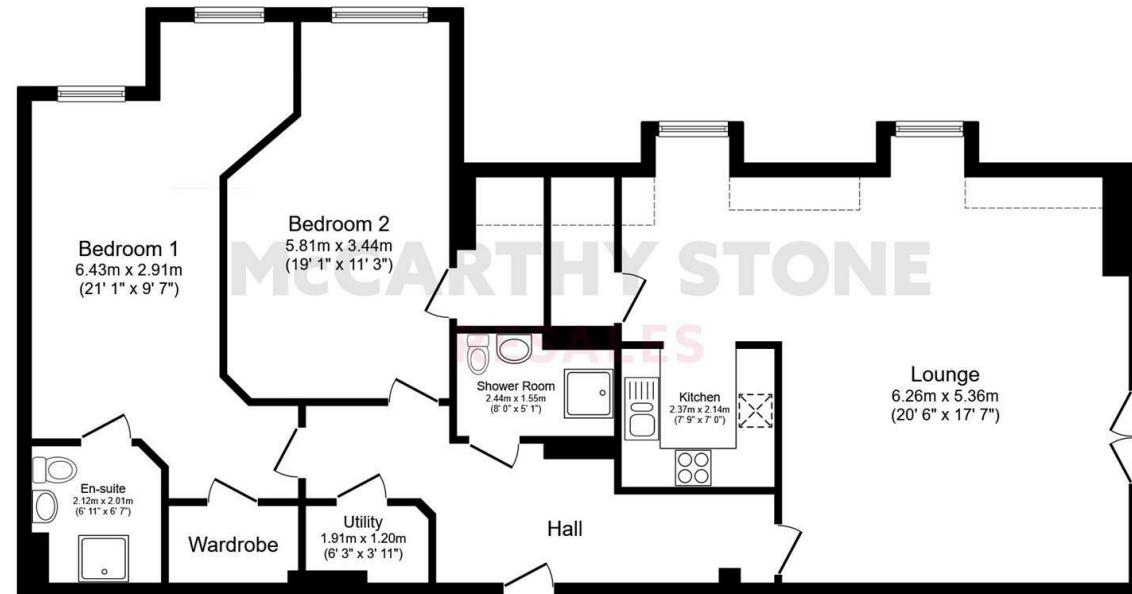 Bedroom 1
6.43m x 2.91m
(21' 1" x 9' 7")
Bedroom 2
5.81m x 3.44m
(19' 1" x 11' 3")
McCARTHY STONE
RESALES
Shower Room
2.44m x 1.55m
(8' 0" x 5' 1")
Kitchen
2.37m x 2.14m
(7' 9" x 7' 0")
Lounge
6.26m x 5.36m
(20' 6" x 17' 7")
En-suite
2.12m x 2.01m
(6' 11" x 6' 7")
Wardrobe
Utility
1.91m x 1.20m
(6' 3" x 3' 11")
Hall